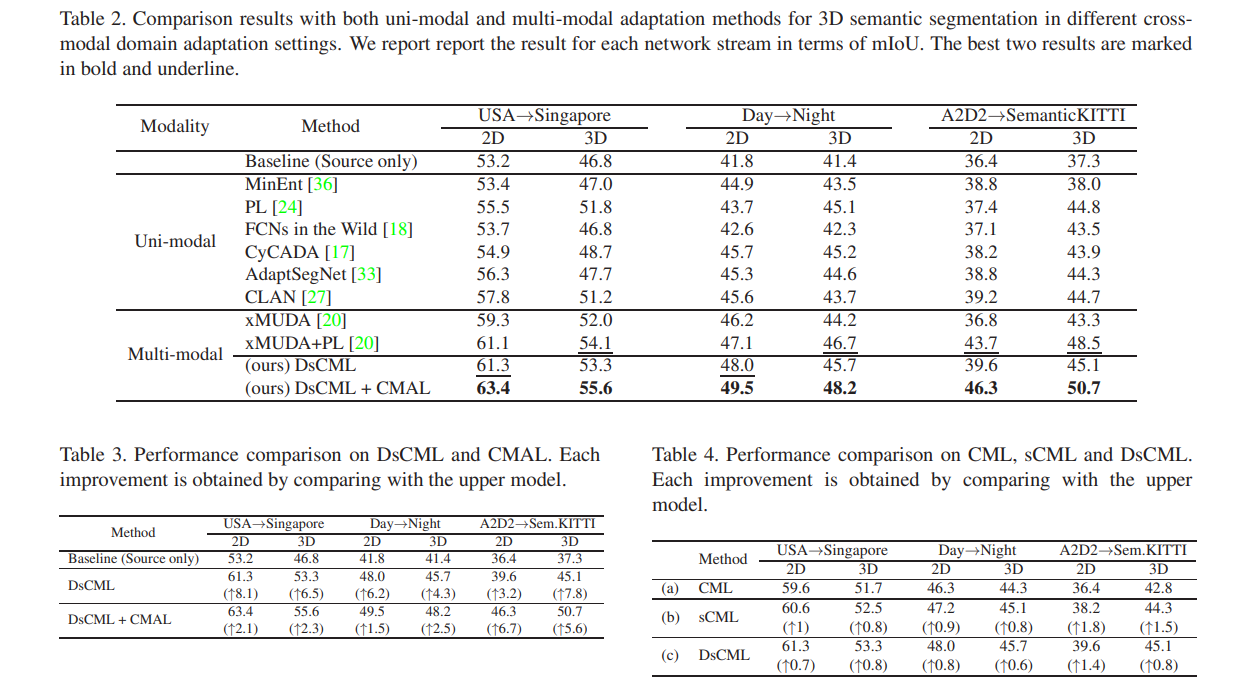 Table 2. Comparison results with both uni-modal and multi-modal adaptation methods for 3D semantic segmentation in different cross-
modal domain adaptation settings. We report report the result for each network stream in terms of mIoU. The best two results are marked
in bold and underline.
Modality Method USA→Singapore Day→Night A2D2→SemanticKITTI
2D 3D 2D 3D 2D 3D
Baseline (Source only) 53.2 46.8 41.8 41.4 36.4 37.3
Uni-modal
MinEnt [36] 53.4 47.0 44.9 43.5 38.8 38.0
PL [24] 55.5 51.8 43.7 45.1 37.4 44.8
FCNs in the Wild [18] 53.7 46.8 42.6 42.3 37.1 43.5
CyCADA [17] 54.9 48.7 45.7 45.2 38.2 43.9
AdaptSegNet [33] 56.3 47.7 45.3 44.6 38.8 44.3
CLAN [27] 57.8 51.2 45.6 43.7 39.2 44.7
Multi-modal
xMUDA [20] 59.3 52.0 46.2 44.2 36.8 43.3
xMUDA+PL [20] 61.1 54.1 47.1 46.7 43.7 48.5
(ours) DsCML 61.3 53.3 48.0 45.7 39.6 45.1
(ours) DsCML + CMAL 63.4 55.6 49.5 48.2 46.3 50.7
Table 3. Performance comparison on DsCML and CMAL. Each
improvement is obtained by comparing with the upper model.
Method USA→Singapore Day→Night A2D2→Sem.KITTI
2D 3D 2D 3D 2D 3D
Baseline (Source only) 53.2 46.8 41.8 41.4 36.4 37.3
DsCML 61.3 53.3 48.0 45.7 39.6 45.1
(↑8.1) (↑6.5) (↑6.2) (↑4.3) (↑3.2) (↑7.8)
DsCML + CMAL 63.4 55.6 49.5 48.2 46.3 50.7
(↑2.1) (↑2.3) (↑1.5) (↑2.5) (↑6.7) (↑5.6)
Table 4. Performance comparison on CML, sCML and DsCML.
Each improvement is obtained by comparing with the upper
model.
Method USA→Singapore Day→Night A2D2→Sem.KITTI
2D 3D 2D 3D 2D 3D
(a) CML 59.6 51.7 46.3 44.3 36.4 42.8
(b) sCML 60.6 52.5 47.2 45.1 38.2 44.3
(↑1) (↑0.8) (↑0.9) (↑0.8) (↑1.8) (↑1.5)
(c) DsCML 61.3 53.3 48.0 45.7 39.6 45.1
(↑0.7) (↑0.8) (↑0.8) (↑0.6) (↑1.4) (↑0.8)